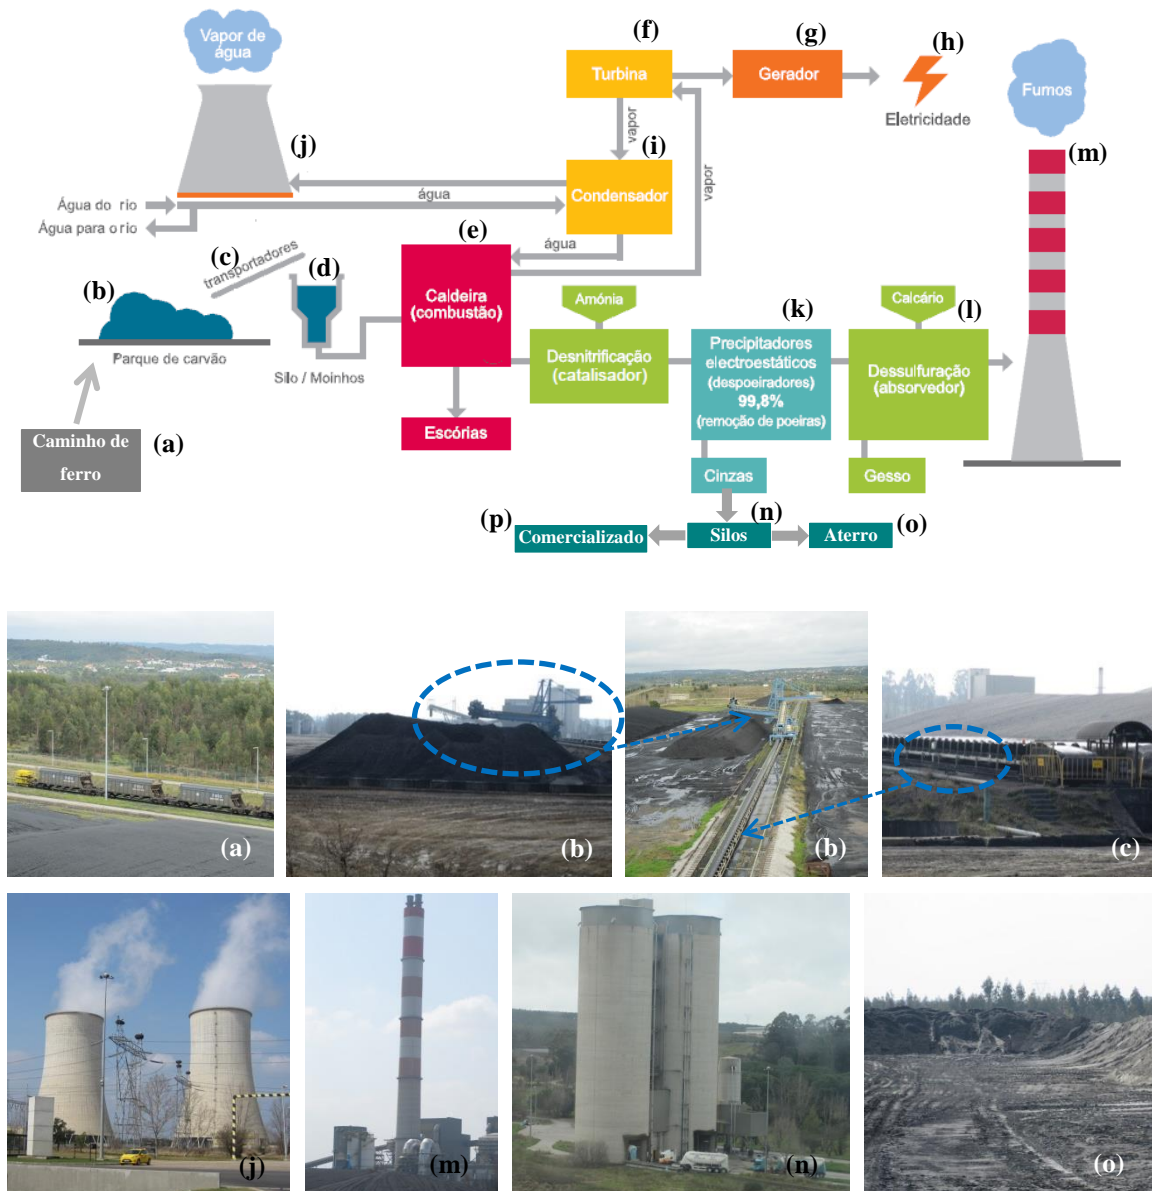 Vapor de
água
(j)
Água do rio
Água para o rio
água
(f)
Turbina
(g)
Gerador
(h)
Eletricidade
vapor
(i)
Condensador
água
vapor
Fumos
(m)
(a)
Caminho de
ferro
(b)
Parque de carvão
(c)
transportadores
(d)
Silo / Moinhos
(e)
Caldeira
(combustão)
Escórias
Amónia
Desnitrificação
(catalisador)
(k)
Precipitadores
electroestáticos
(despoeiradores)
99,8%
(remoção de poeiras)
Cinzas
Calcário
(l)
Dessulfuração
(absorvedor)
Gesso
(p)
Comercializado
(n)
Silos
Aterro
(o)
(a)
(b)
(b)
(c)
(j)
(m)
(n)
(o)